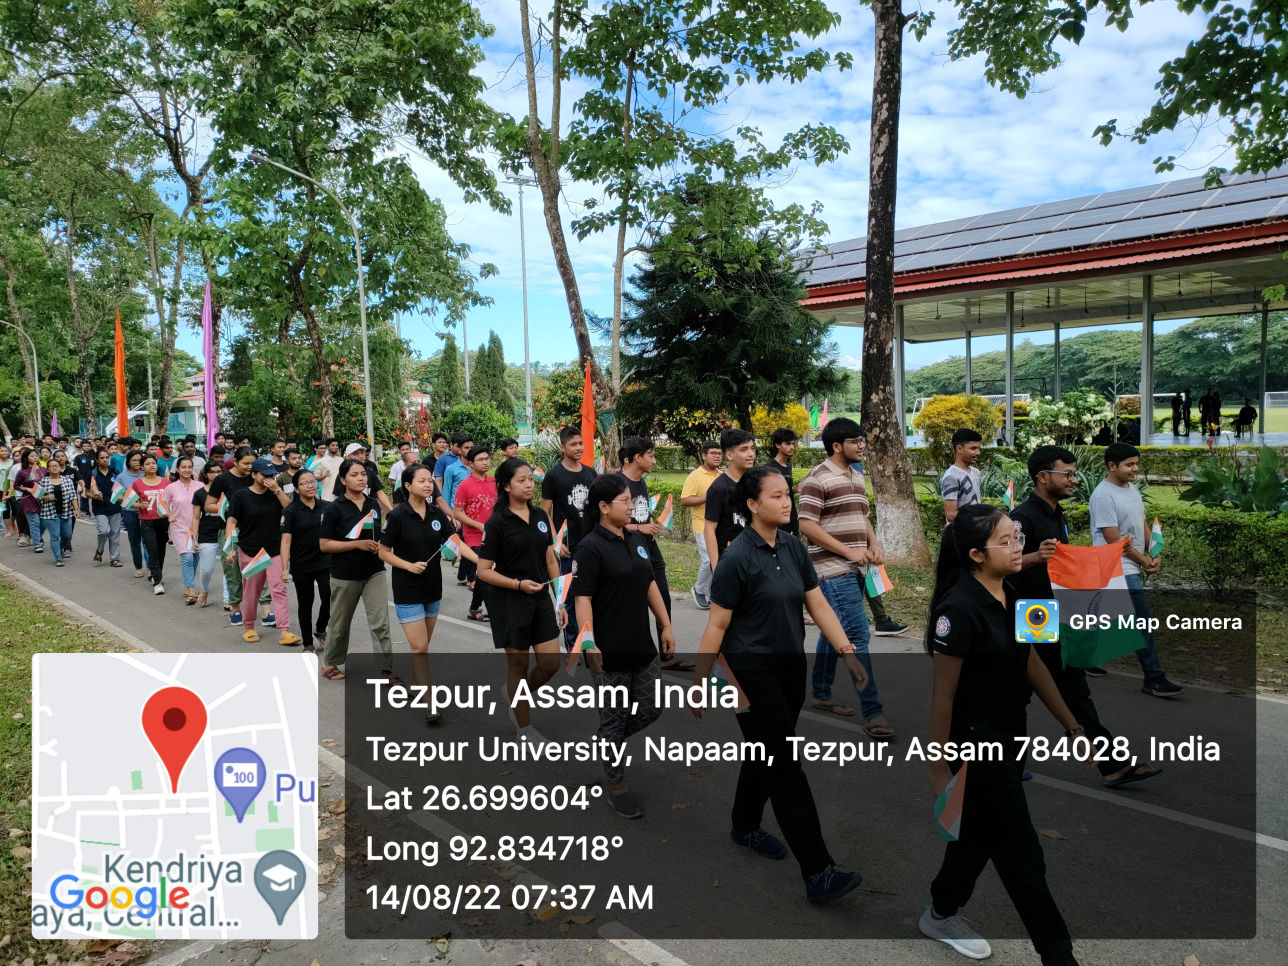 GPS Map Camera
Tezpur, Assam, India
Tezpur University, Napaam, Tezpur, Assam 784028, India
Lat 26.699604°
Long 92.834718°
14/08/22 07:37 AM
100
Pu
Kendriya
Google
aya, Central...